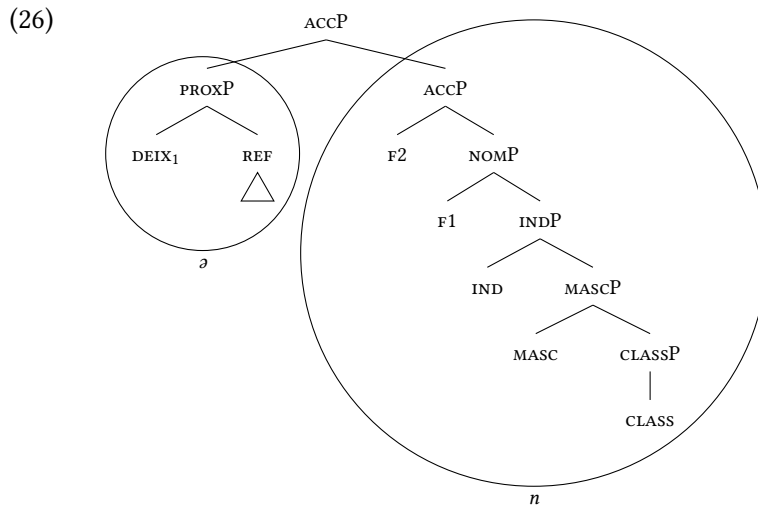 (26)
ACCP
PROXP ACCP
DEIX₁ REF F2 NOMP
F1 INDP
IND MASCP
MASC CLASSP
CLASS
ə
n